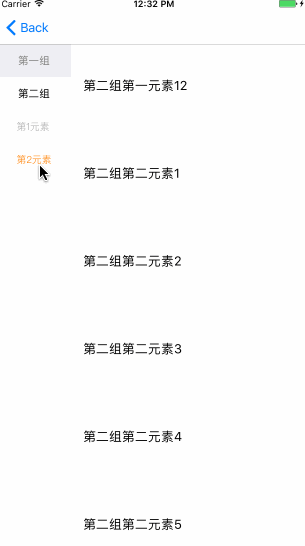 Carrier 12:32 PM
Back
第一组
第二组
第1元素
第2元素
第二组第一元素12
第二组第二元素1
第二组第二元素2
第二组第二元素3
第二组第二元素4
第二组第二元素5